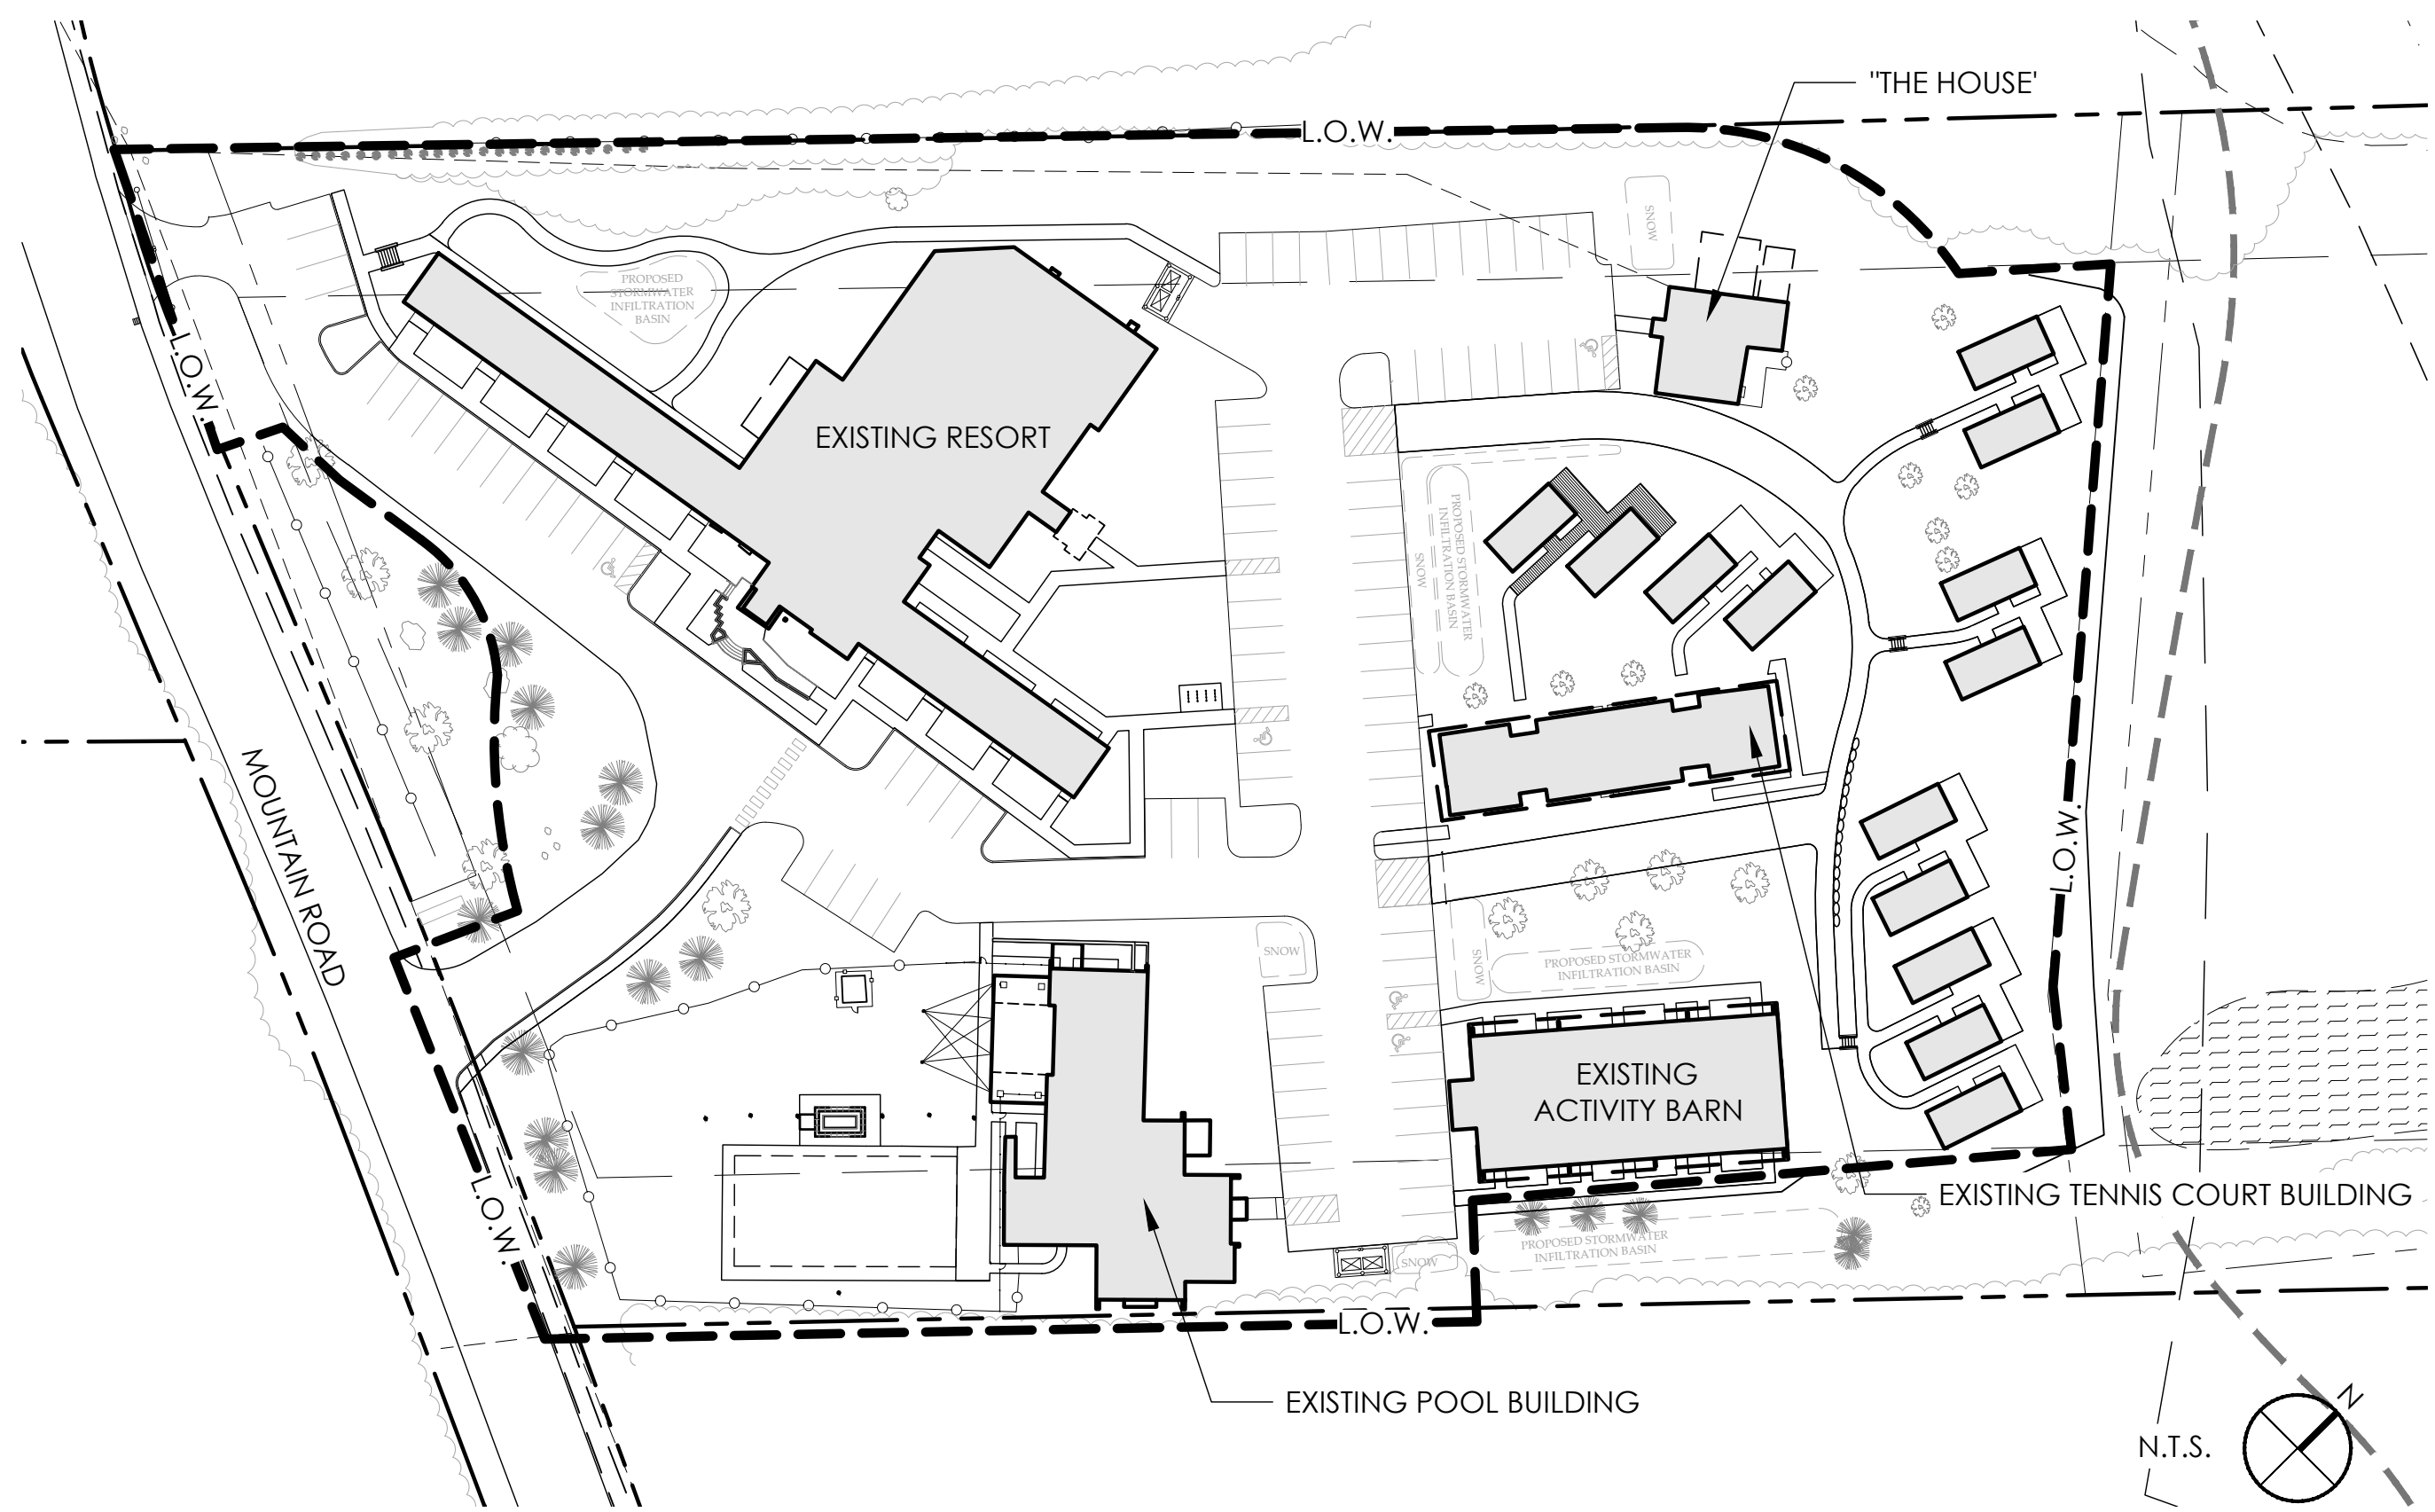 "THE HOUSE'
L.O.W.
SNOW
PROPOSED
STORMWATER
INFILTRATION
BASIN
L.O.W.
EXISTING RESORT
PROPOSED STORMWATER
INFILTRATION BASIN
SNOW
MOUNTAIN ROAD
L.O.W.
SNOW
SNOW
PROPOSED STORMWATER
INFILTRATION BASIN
EXISTING
ACTIVITY BARN
L.O.W.
EXISTING TENNIS COURT BUILDING
PROPOSED STORMWATER
INFILTRATION BASIN
SNOW
L.O.W.
EXISTING POOL BUILDING
N
N.T.S.